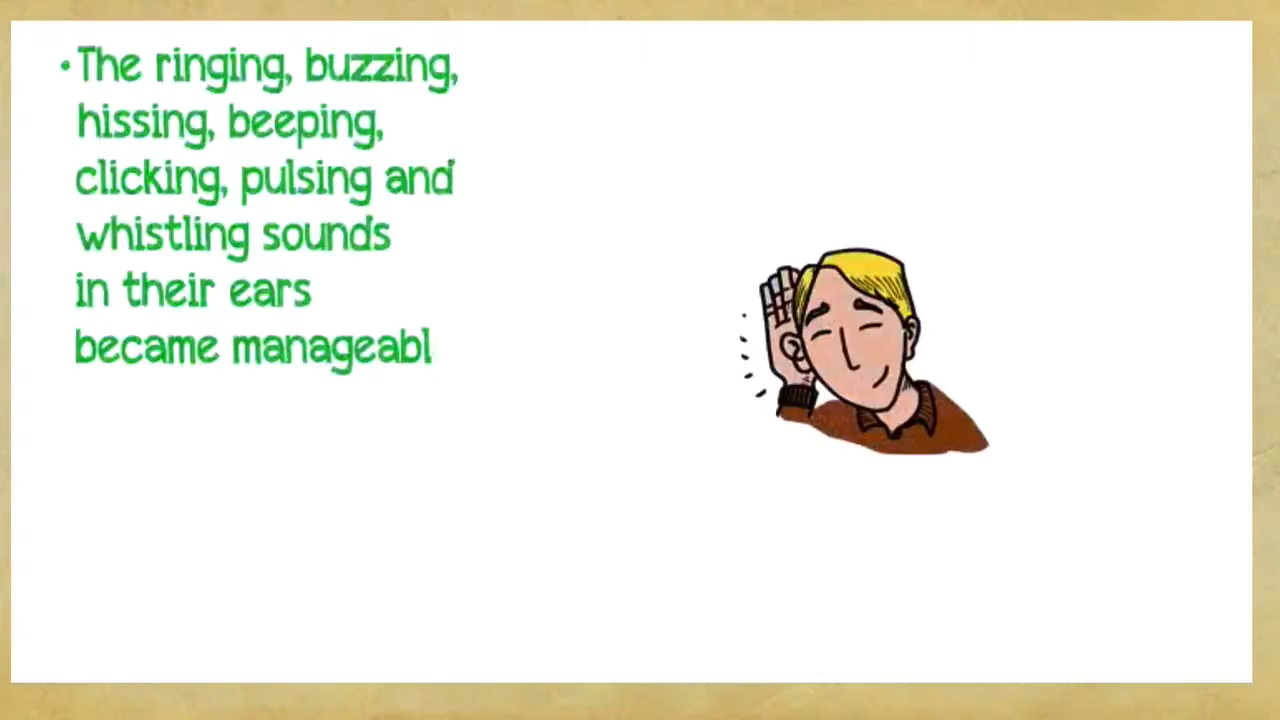 •The ringing, buzzing,
hissing, beeping,
clicking, pulsing and
whistling sounds
in their ears
became manageabl